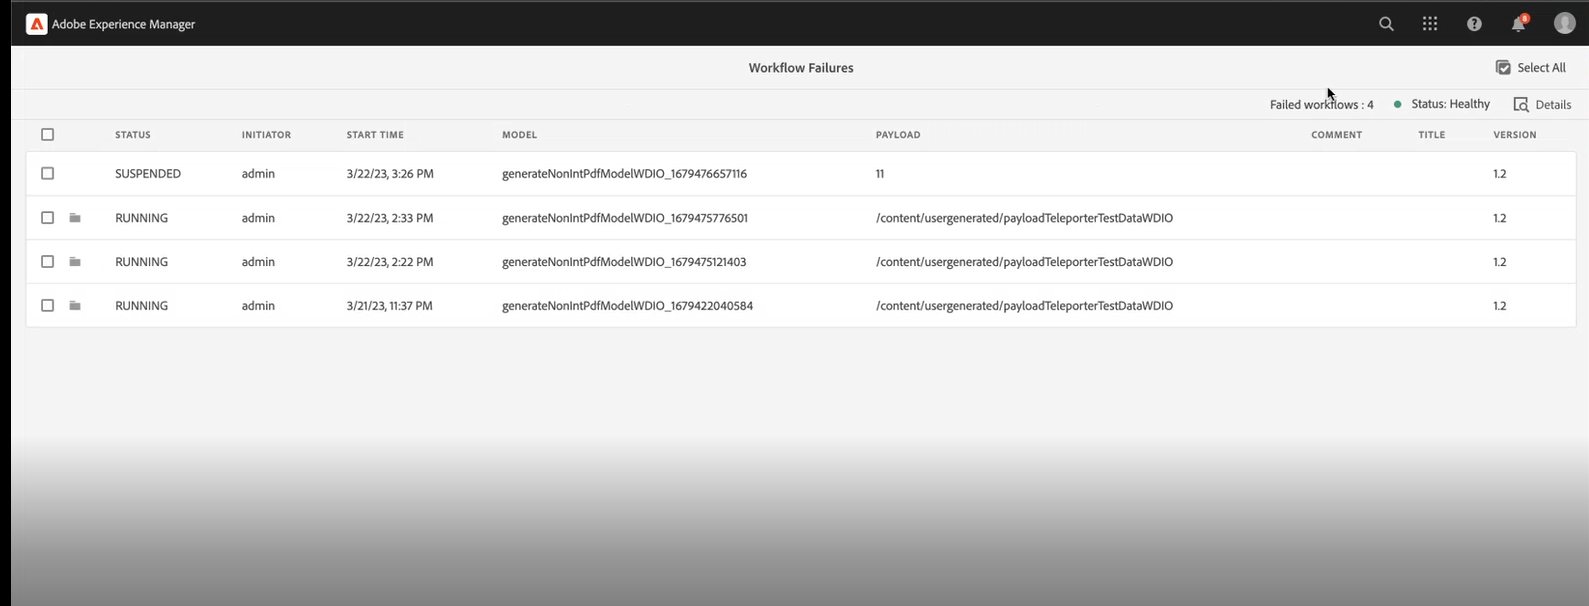 Adobe Experience Manager
8
Workflow Failures
Select All
Failed workflows : 4 Status: Healthy Details
STATUS INITIATOR START TIME MODEL PAYLOAD COMMENT TITLE VERSION
SUSPENDED admin 3/22/23, 3:26 PM generateNonIntPdfModelWDIO_1679476657116 11 1.2
RUNNING admin 3/22/23, 2:33 PM generateNonIntPdfModelWDIO_1679475776501 /content/usergenerated/payloadTeleporterTestDataWDIO 1.2
RUNNING admin 3/22/23, 2:22 PM generateNonIntPdfModelWDIO_1679475121403 /content/usergenerated/payloadTeleporterTestDataWDIO 1.2
RUNNING admin 3/21/23, 11:37 PM generateNonIntPdfModelWDIO_1679422040584 /content/usergenerated/payloadTeleporterTestDataWDIO 1.2